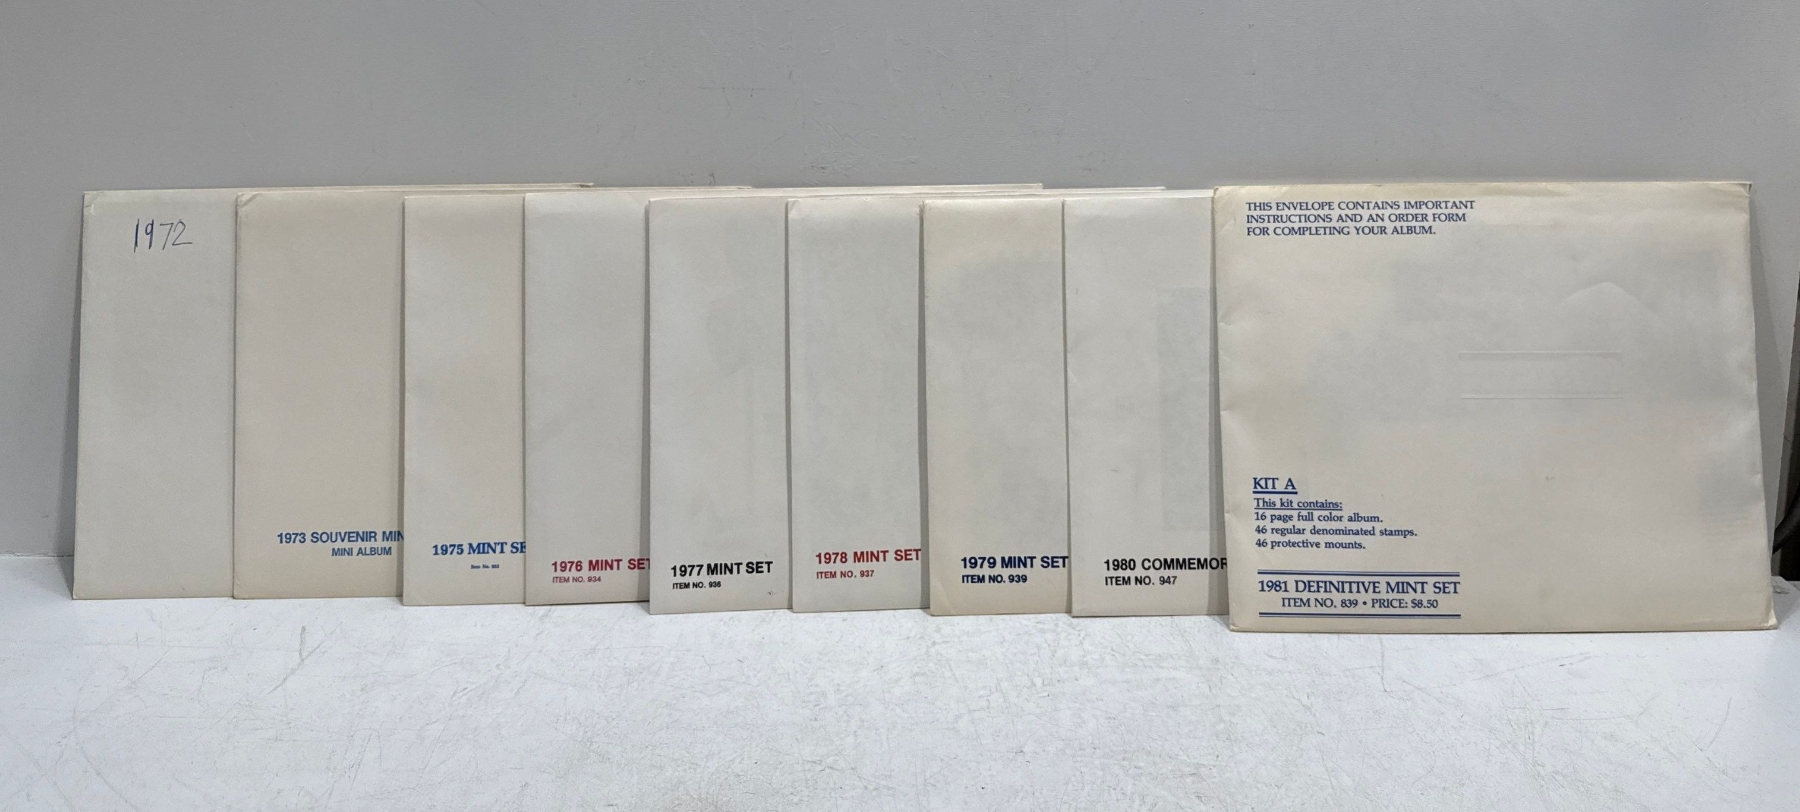 1972
1973 SOUVENIR MIN
MINI ALBUM
1975 MINT SE
1976 MINT SET
ITEM NO. 934
1977 MINT SET
ITEM NO. 936
1978 MINT SET
ITEM NO. 937
1979 MINT SET
ITEM NO. 939
1980 COMMEMOR
ITEM NO. 947
THIS ENVELOPE CONTAINS IMPORTANT
INSTRUCTIONS AND AN ORDER FORM
FOR COMPLETING YOUR ALBUM.
KIT A
This kit contains:
16 page full color album.
46 regular denominated stamps.
46 protective mounts.
1981 DEFINITIVE MINT SET
ITEM NO. 839 • PRICE: $8.50